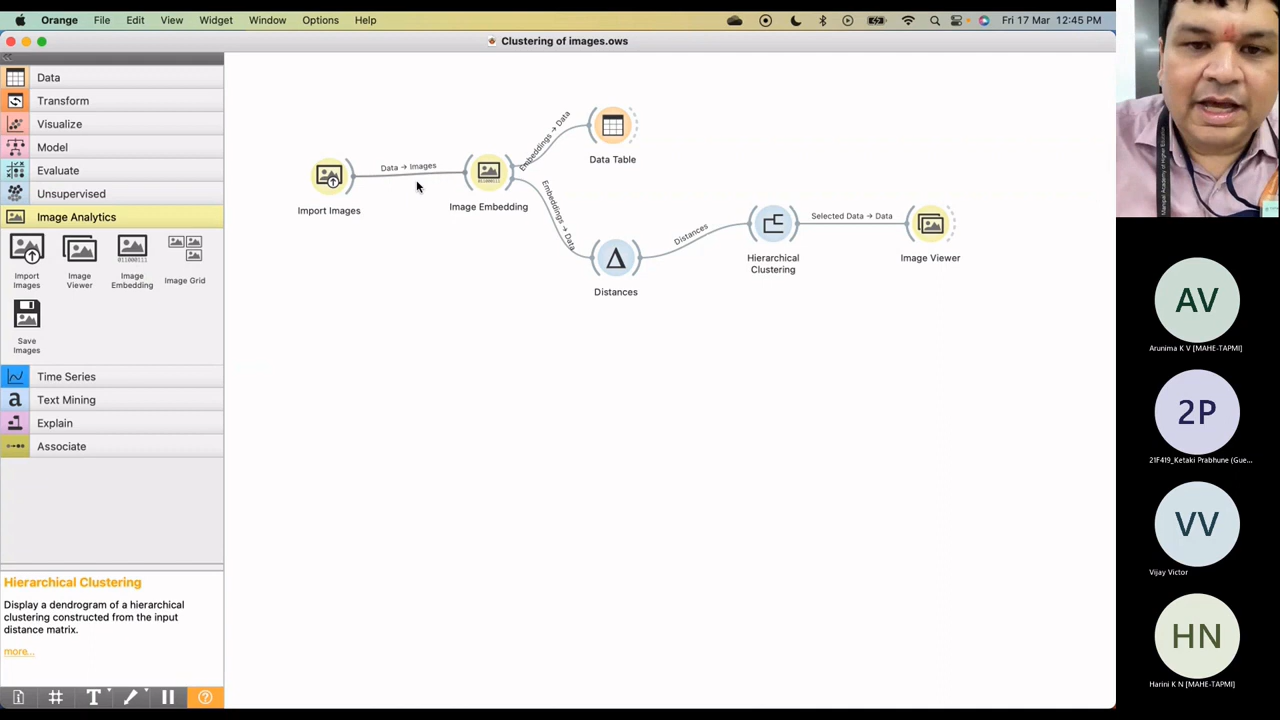 Orange File Edit View Widget Window Options Help Fri 17 Mar 12:45 PM
Clustering of images.ows
Data
Transform
Visualize
Model
Evaluate
Unsupervised
Image Analytics
Import
Images
Image
Viewer
Image
Embedding
Image Grid
Save
Images
Time Series
a Text Mining
Explain
Associate
Hierarchical Clustering
Display a dendrogram of a hierarchical
clustering constructed from the input
distance matrix.
more...
T
?
Import Images
Data → Images
Image Embedding
Embeddings → Data
Data Table
Embeddings → Data
Distances
Distances
Hierarchical
Clustering
Selected Data → Data
Image Viewer
AV
Arunima K V [MAHE-TAPMI]
2P
21F419_Ketaki Prabhune (Gue...
VV
Vijay Victor
HN
Harini K N [MAHE-TAPMI]